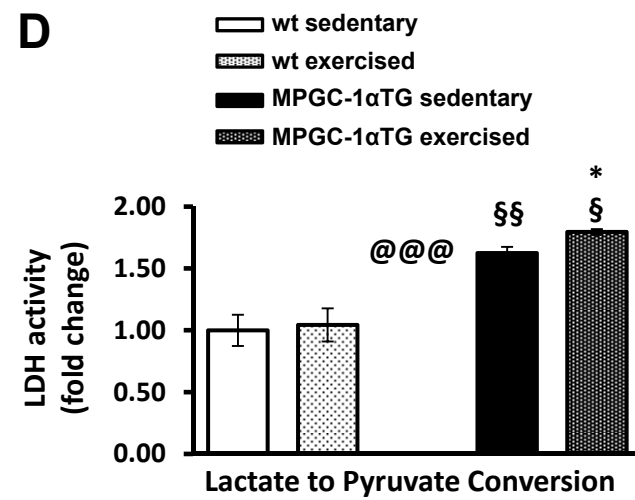 D
wt sedentary
wt exercised
MPGC-1αTG sedentary
MPGC-1αTG exercised
LDH activity
(fold change)
2.00
1.50
1.00
0.50
0.00
@@@
§§
*
§
Lactate to Pyruvate Conversion